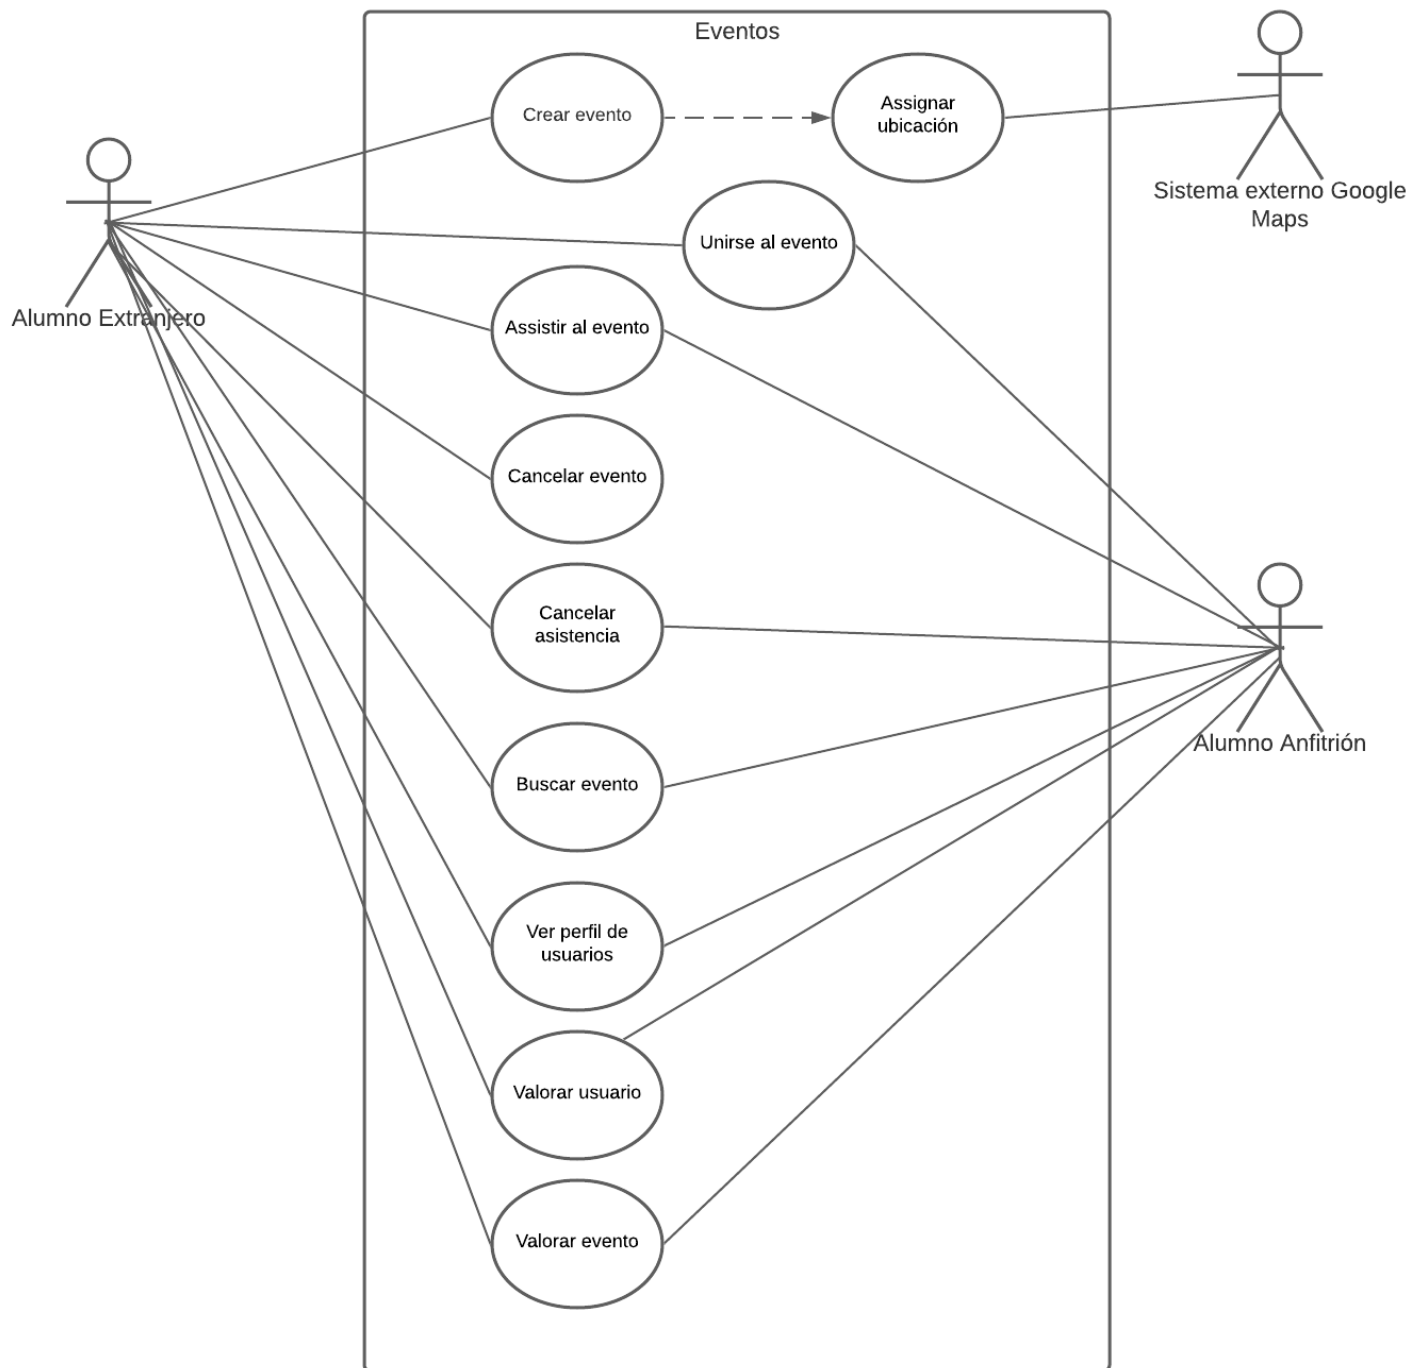 Eventos
Crear evento
Assignar
ubicación
Sistema externo Google
Maps
Unirse al evento
Alumno Extranjero
Assistir al evento
Cancelar evento
Cancelar
asistencia
Alumno Anfitrión
Buscar evento
Ver perfil de
usuarios
Valorar usuario
Valorar evento